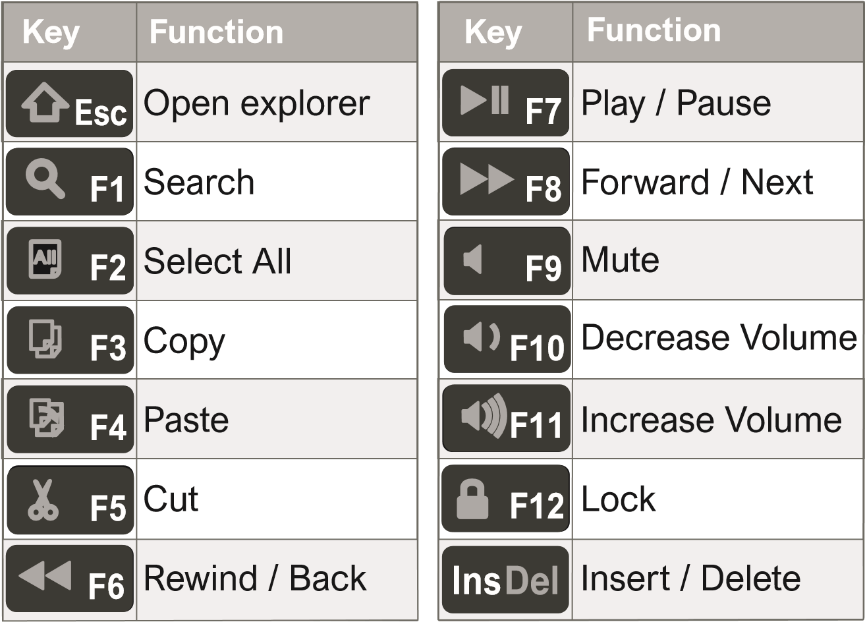 Key Function
Esc Open explorer
F1 Search
All F2 Select All
F3 Copy
F4 Paste
F5 Cut
F6 Rewind / Back
Key Function
F7 Play / Pause
F8 Forward / Next
F9 Mute
F10 Decrease Volume
F11 Increase Volume
F12 Lock
Ins Del Insert / Delete